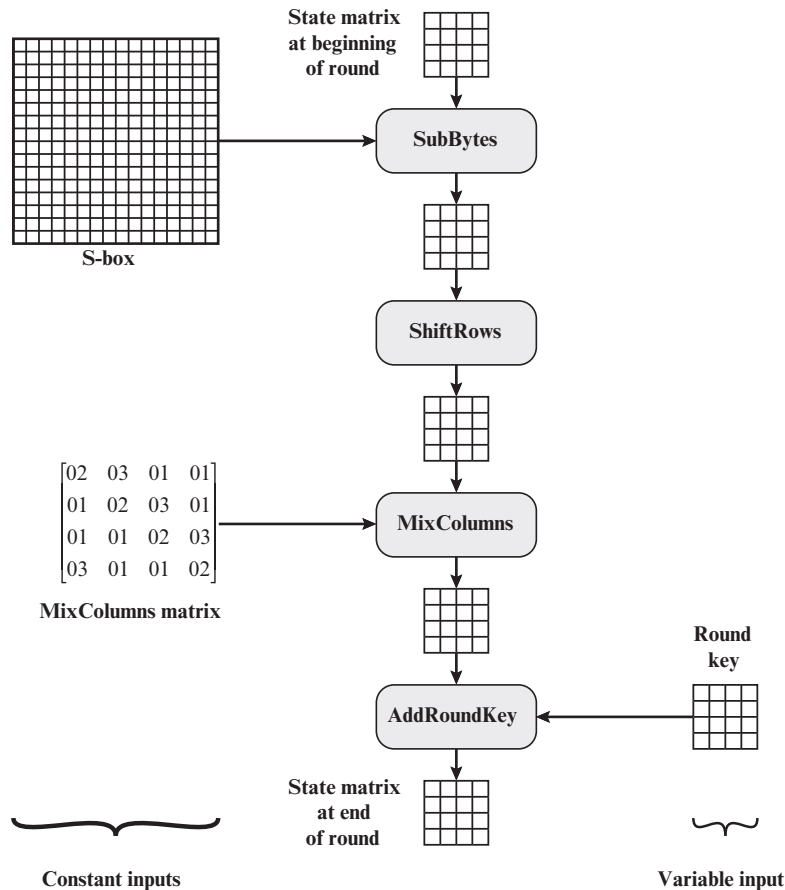 State matrix
at beginning
of round
SubBytes
S-box
ShiftRows
02 03 01 01
01 02 03 01
01 01 02 03
03 01 01 02
MixColumns matrix
MixColumns
Round
key
AddRoundKey
State matrix
at end
of round
Constant inputs
Variable input